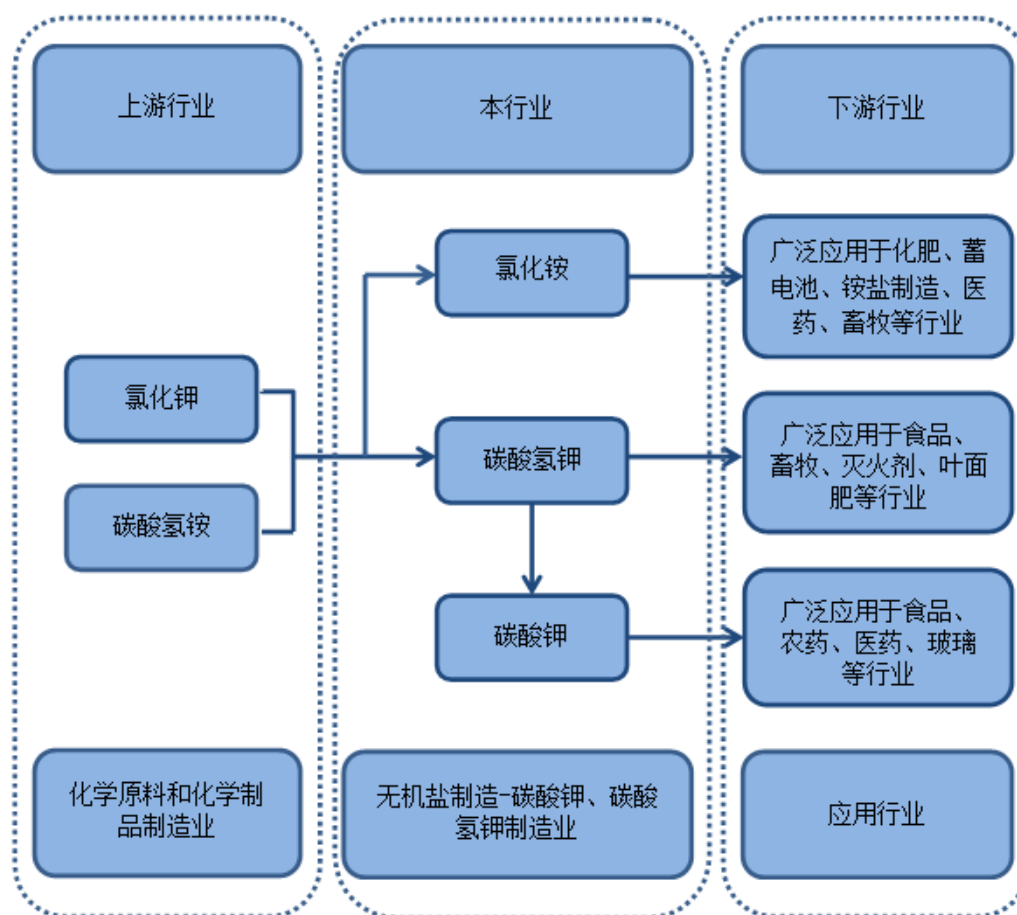 上游行业
本行业
下游行业
氯化铵
广泛应用于化肥、蓄
电池、铵盐制造、医
药、畜牧等行业
氯化钾
碳酸氢钾
广泛应用于食品、
畜牧、灭火剂、叶面
肥等行业
碳酸氢铵
碳酸钾
广泛应用于食品、
农药、医药、玻璃
等行业
化学原料和化学制
品制造业
无机盐制造-碳酸钾、碳酸
氢钾制造业
应用行业